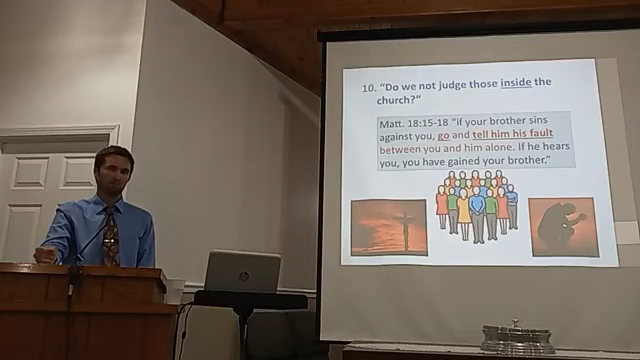 10. “Do we not judge those inside the
church?”
Matt. 18:15-18 “if your brother sins
against you, go and tell him his fault
between you and him alone. If he hears
you, you have gained your brother.”
hp